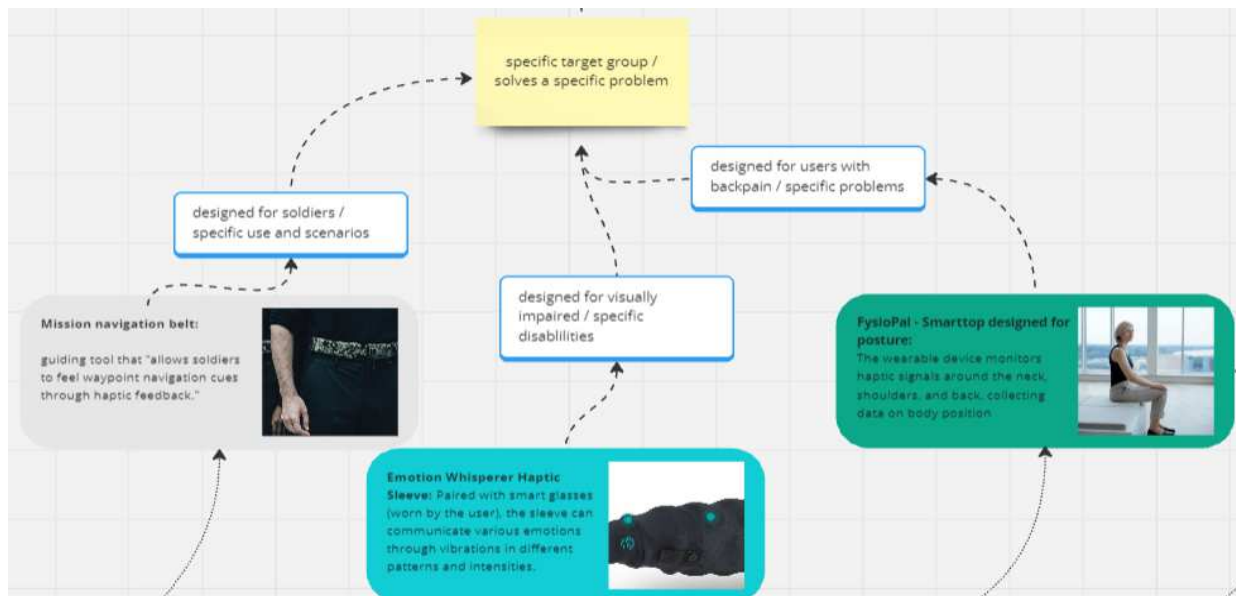 specific target group /
solves a specific problem
designed for users with
backpain / specific problems
designed for soldiers /
specific use and scenarios
designed for visually
impaired / specific
disablilities
Mission navigation belt:
guiding tool that "allows soldiers
to feel waypoint navigation cues
through haptic feedback."
FysioPal - Smarttop designed for
posture:
The wearable device monitors
haptic signals around the neck,
shoulders, and back, collecting
data on body position
Emotion Whisperer Haptic
Sleeve: Paired with smart glasses
(worn by the user), the sleeve can
communicate various emotions
through vibrations in different
patterns and intensities.